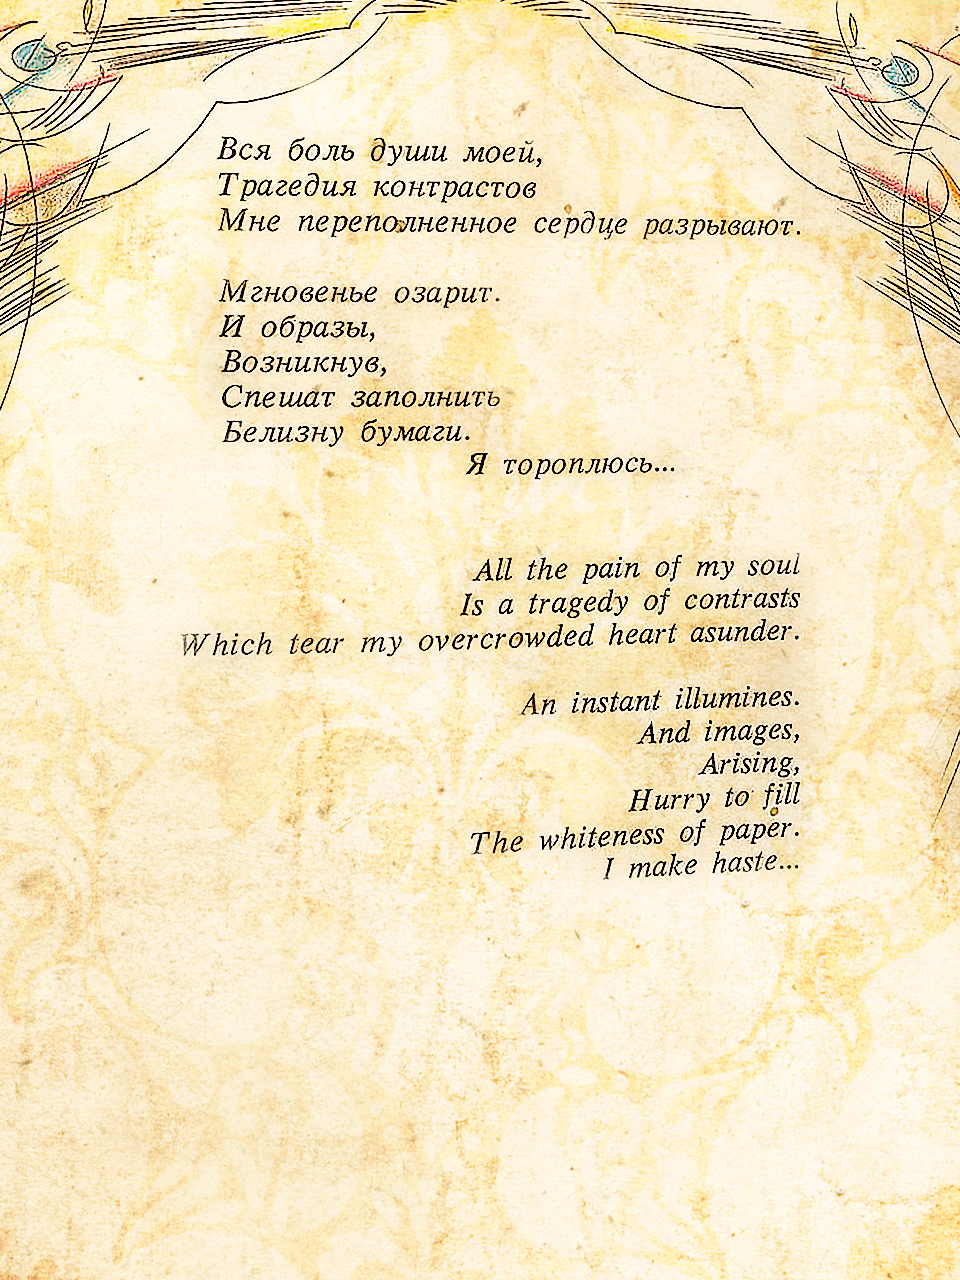 Вся боль души моей,
Трагедия контрастов
Мне переполненное сердце разрывают.
Мгновенье озарит.
И образы,
Возникнув,
Спешат заполнить
Белизну бумаги.
Я тороплюсь...
All the pain of my soul
Is a tragedy of contrasts
Which tear my overcrowded heart asunder.
An instant illumines.
And images,
Arising,
Hurry to fill
The whiteness of paper.
I make haste...